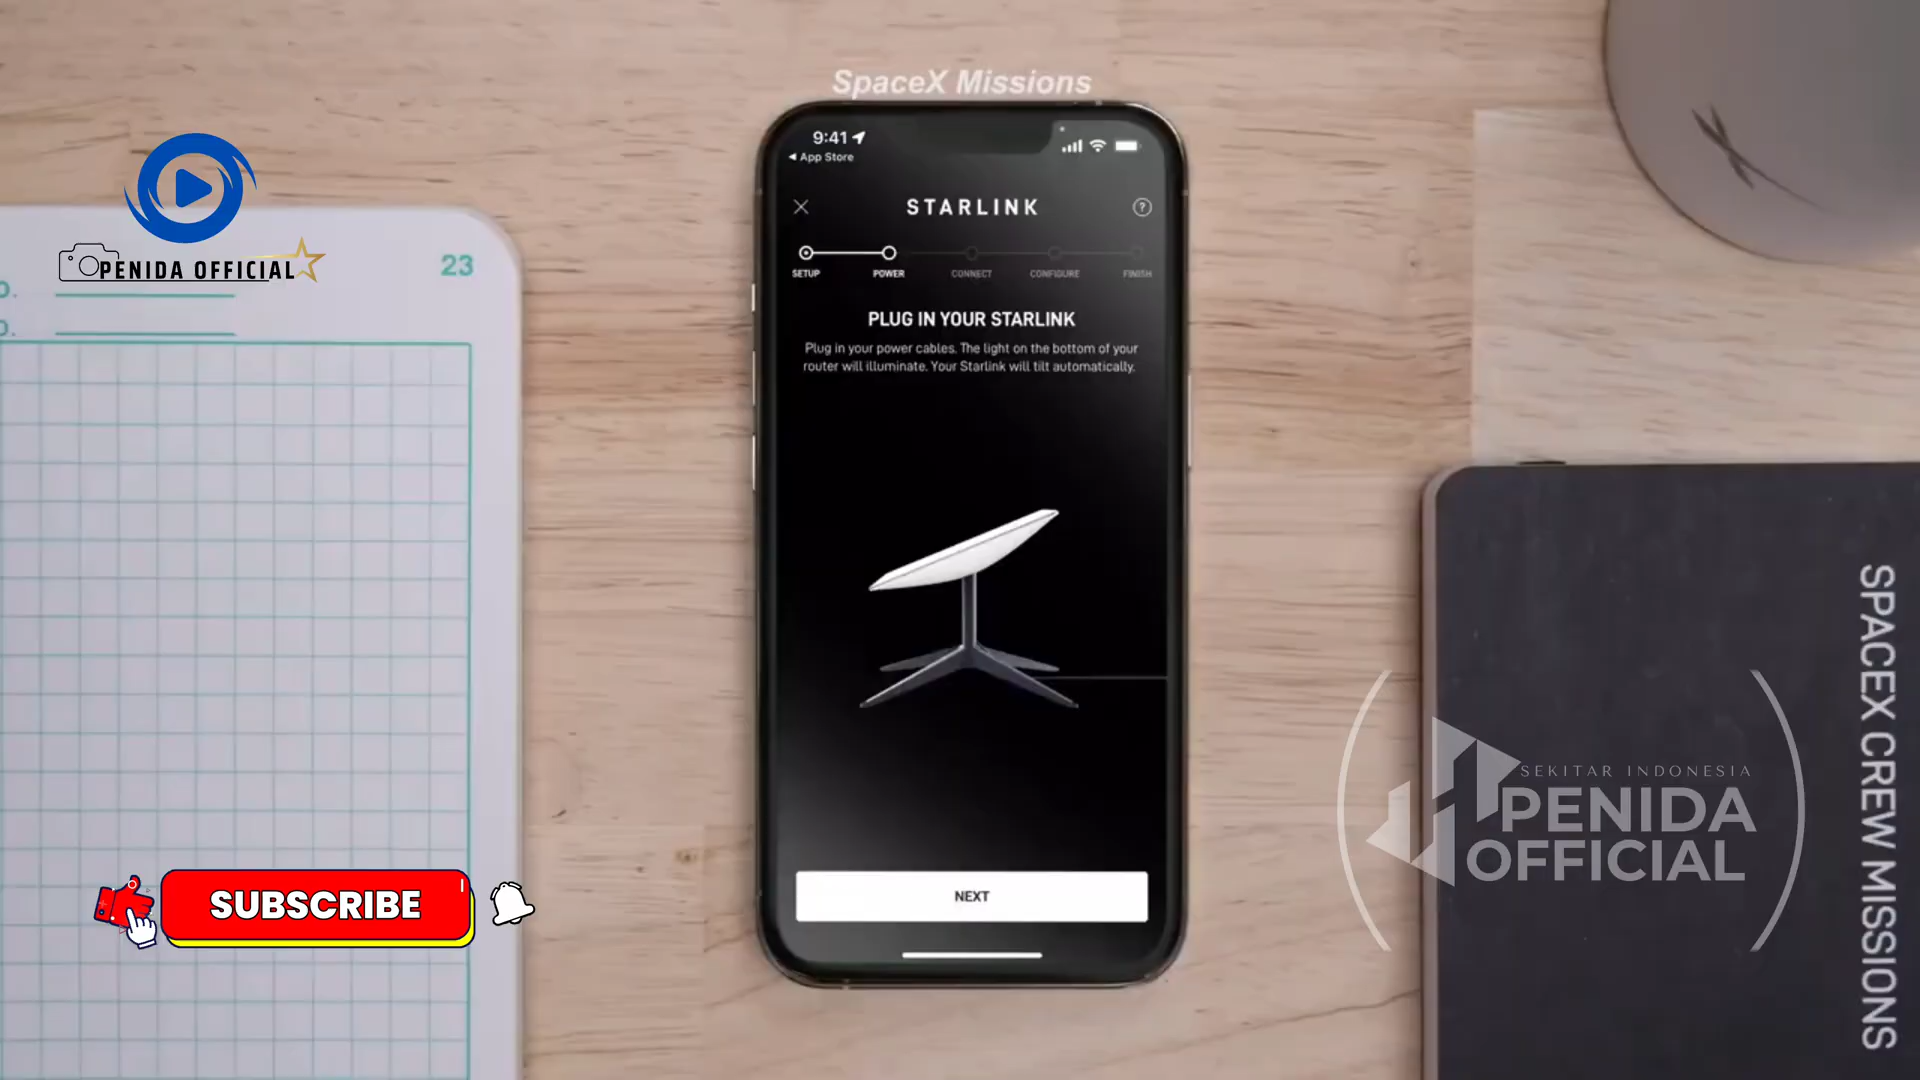 SpaceX Missions
9:41
App Store
STARLINK
?
SETUP
POWER
CONNECT
CONFIGURE
FINISH
PLUG IN YOUR STARLINK
Plug in your power cables. The light on the bottom of your
router will illuminate. Your Starlink will tilt automatically.
NEXT
PENIDA OFFICIAL
23
SUBSCRIBE
SEKITAR INDONESIA
PENIDA
OFFICIAL
SPACEX CREW MISSIONS